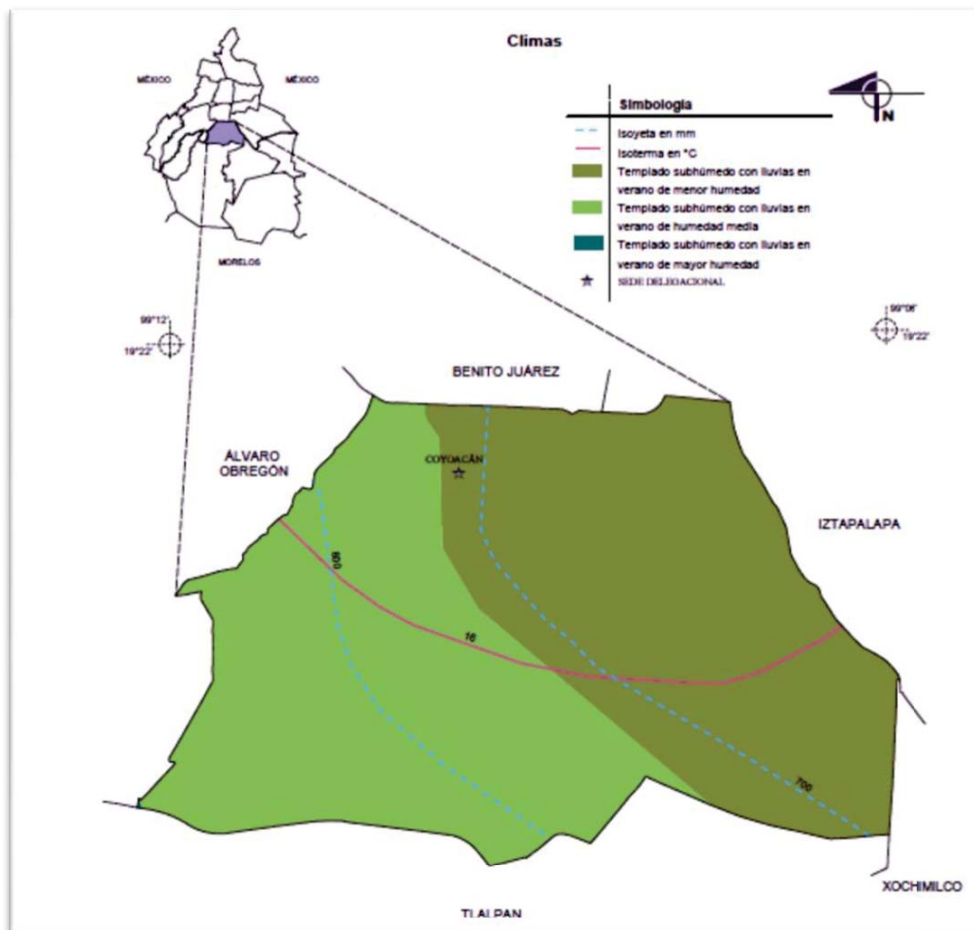 Climas
MÉXICO
MÉXICO
MORELOS
Simbología
Isoyeta en mm
Isoterma en °C
Templado subhúmedo con lluvias en
verano de menor humedad
Templado subhúmedo con lluvias en
verano de humedad media
Templado subhúmedo con lluvias en
verano de mayor humedad
SEDE DELEGACIONAL
N
99°12'
19°22'
99°06'
19°22'
BENITO JUÁREZ
ÁLVARO
OBREGÓN
COYOACÁN
IZTAPALAPA
800
16
700
XOCHIMILCO
TLALPAN